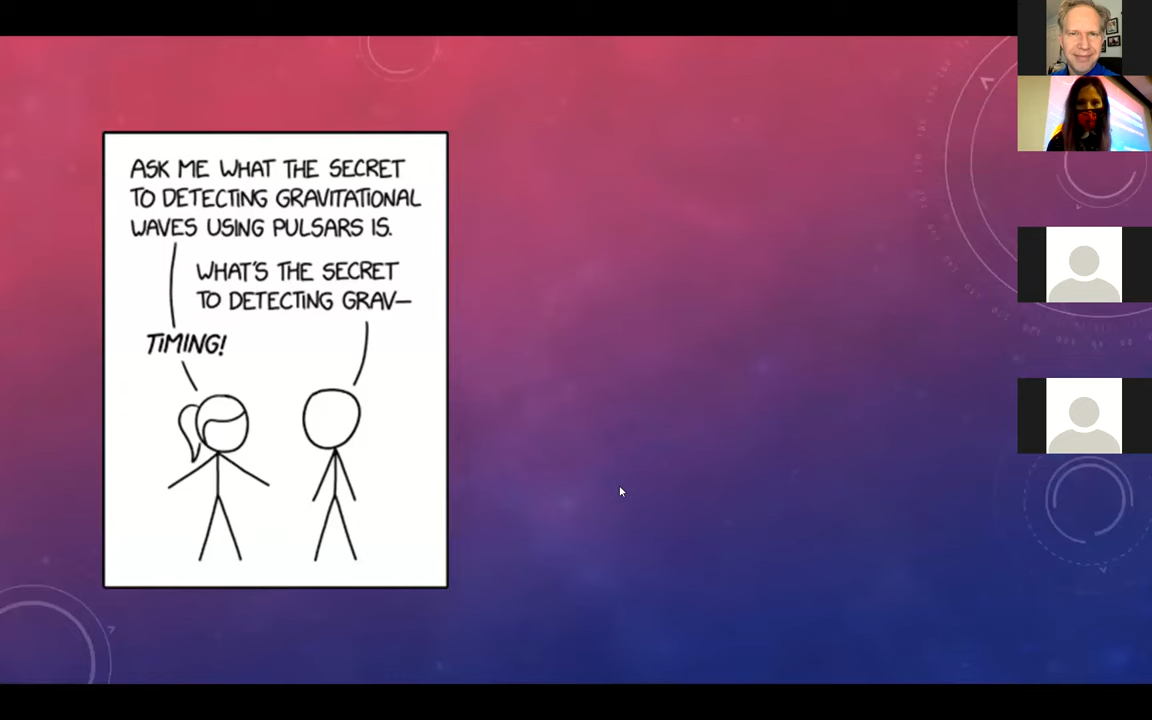 ASK ME WHAT THE SECRET
TO DETECTING GRAVITATIONAL
WAVES USING PULSARS IS.
WHAT'S THE SECRET
TO DETECTING GRAV—
TIMING!